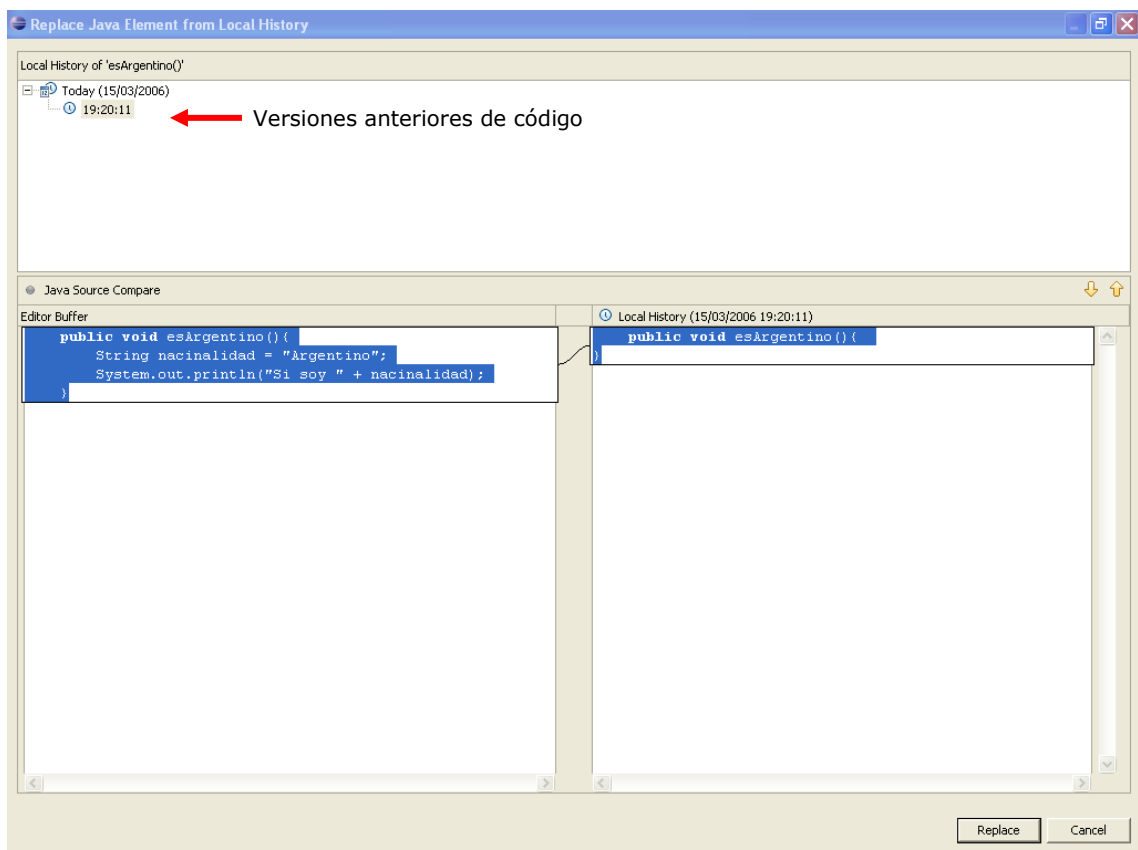 Replace Java Element from Local History
Local History of 'esArgentino()'
Today (15/03/2006)
19:20:11
Versiones anteriores de código
Java Source Compare
Editor Buffer
Local History (15/03/2006 19:20:11)
public void esArgentino(){
String nacinalidad = "Argentino";
System.out.println("Si soy " + nacinalidad);
}
public void esArgentino(){
}
Replace
Cancel